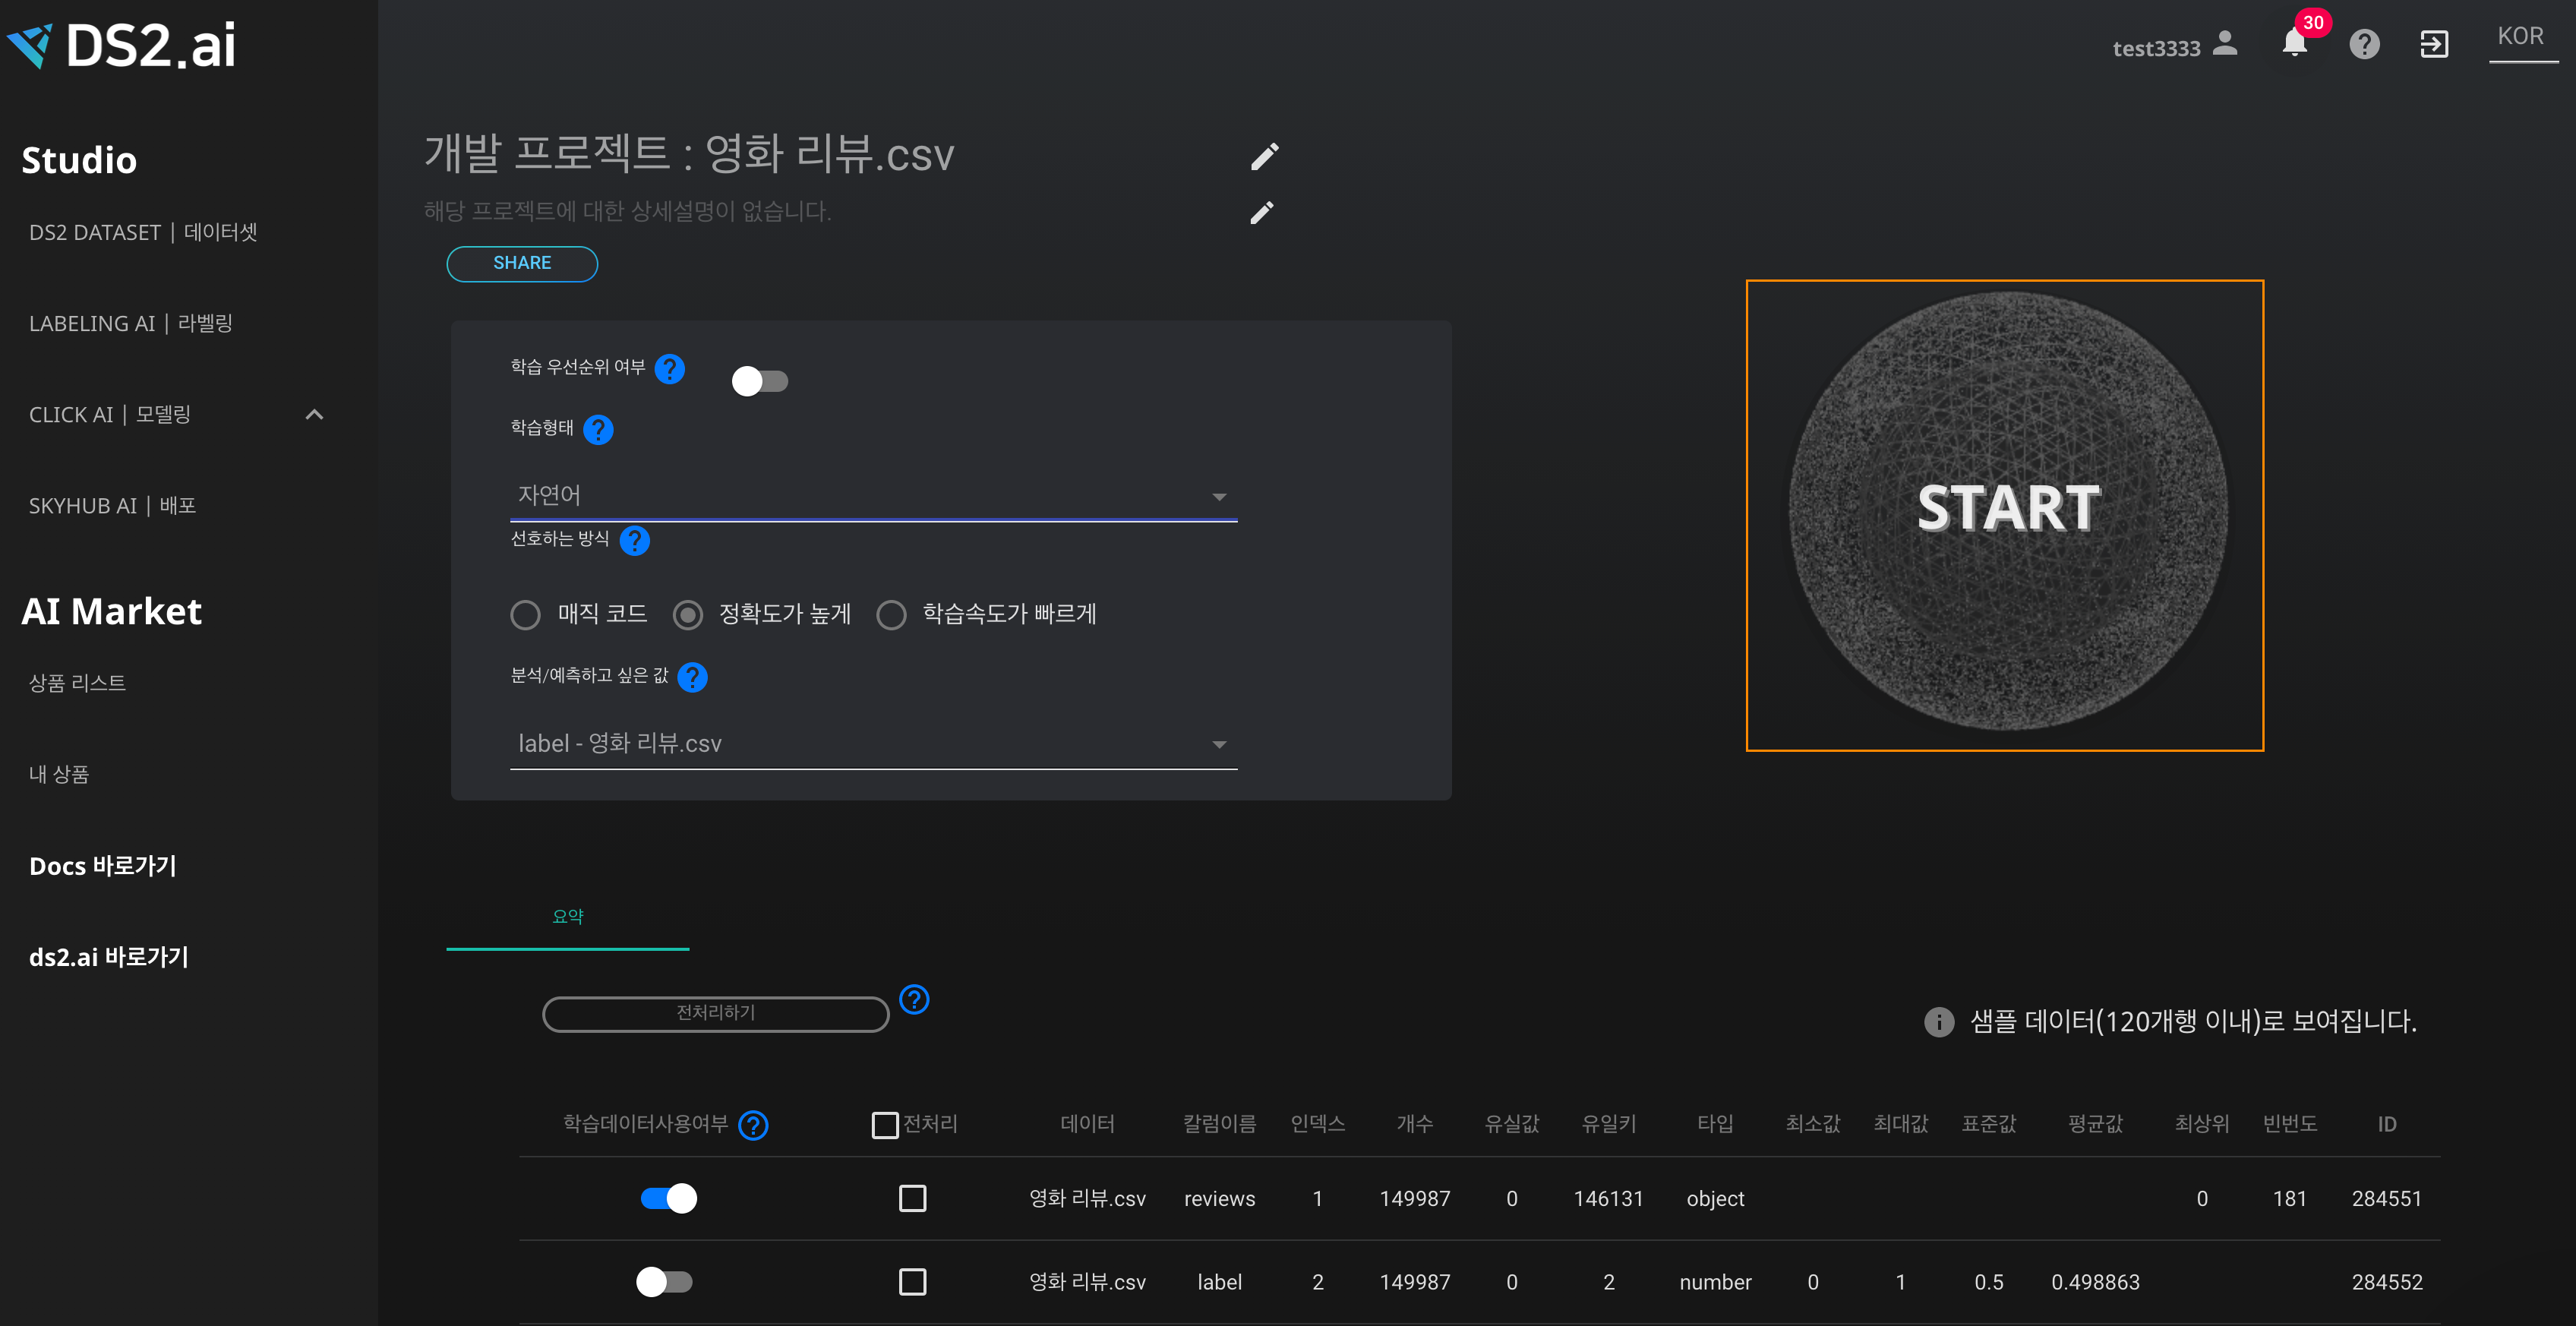 DS2.ai
test3333
30
KOR
Studio
DS2 DATASET | 데이터셋
LABELING AI | 라벨링
CLICK AI | 모델링
SKYHUB AI | 배포
AI Market
상품 리스트
내 상품
Docs 바로가기
ds2.ai 바로가기
개발 프로젝트 : 영화 리뷰.csv
해당 프로젝트에 대한 상세설명이 없습니다.
SHARE
학습 우선순위 여부 ?
학습형태 ?
자연어
선호하는 방식 ?
매직 코드 정확도가 높게 학습속도가 빠르게
분석/예측하고 싶은 값 ?
label - 영화 리뷰.csv
START
요약
전처리하기 ?
샘플 데이터(120개행 이내)로 보여집니다.
학습데이터사용여부 ? 전처리 데이터 칼럼이름 인덱스 개수 유실값 유일키 타입 최소값 최대값 표준값 평균값 최상위 빈번도 ID
영화 리뷰.csv reviews 1 149987 0 146131 object 0 181 284551
영화 리뷰.csv label 2 149987 0 2 number 0 1 0.5 0.498863 284552